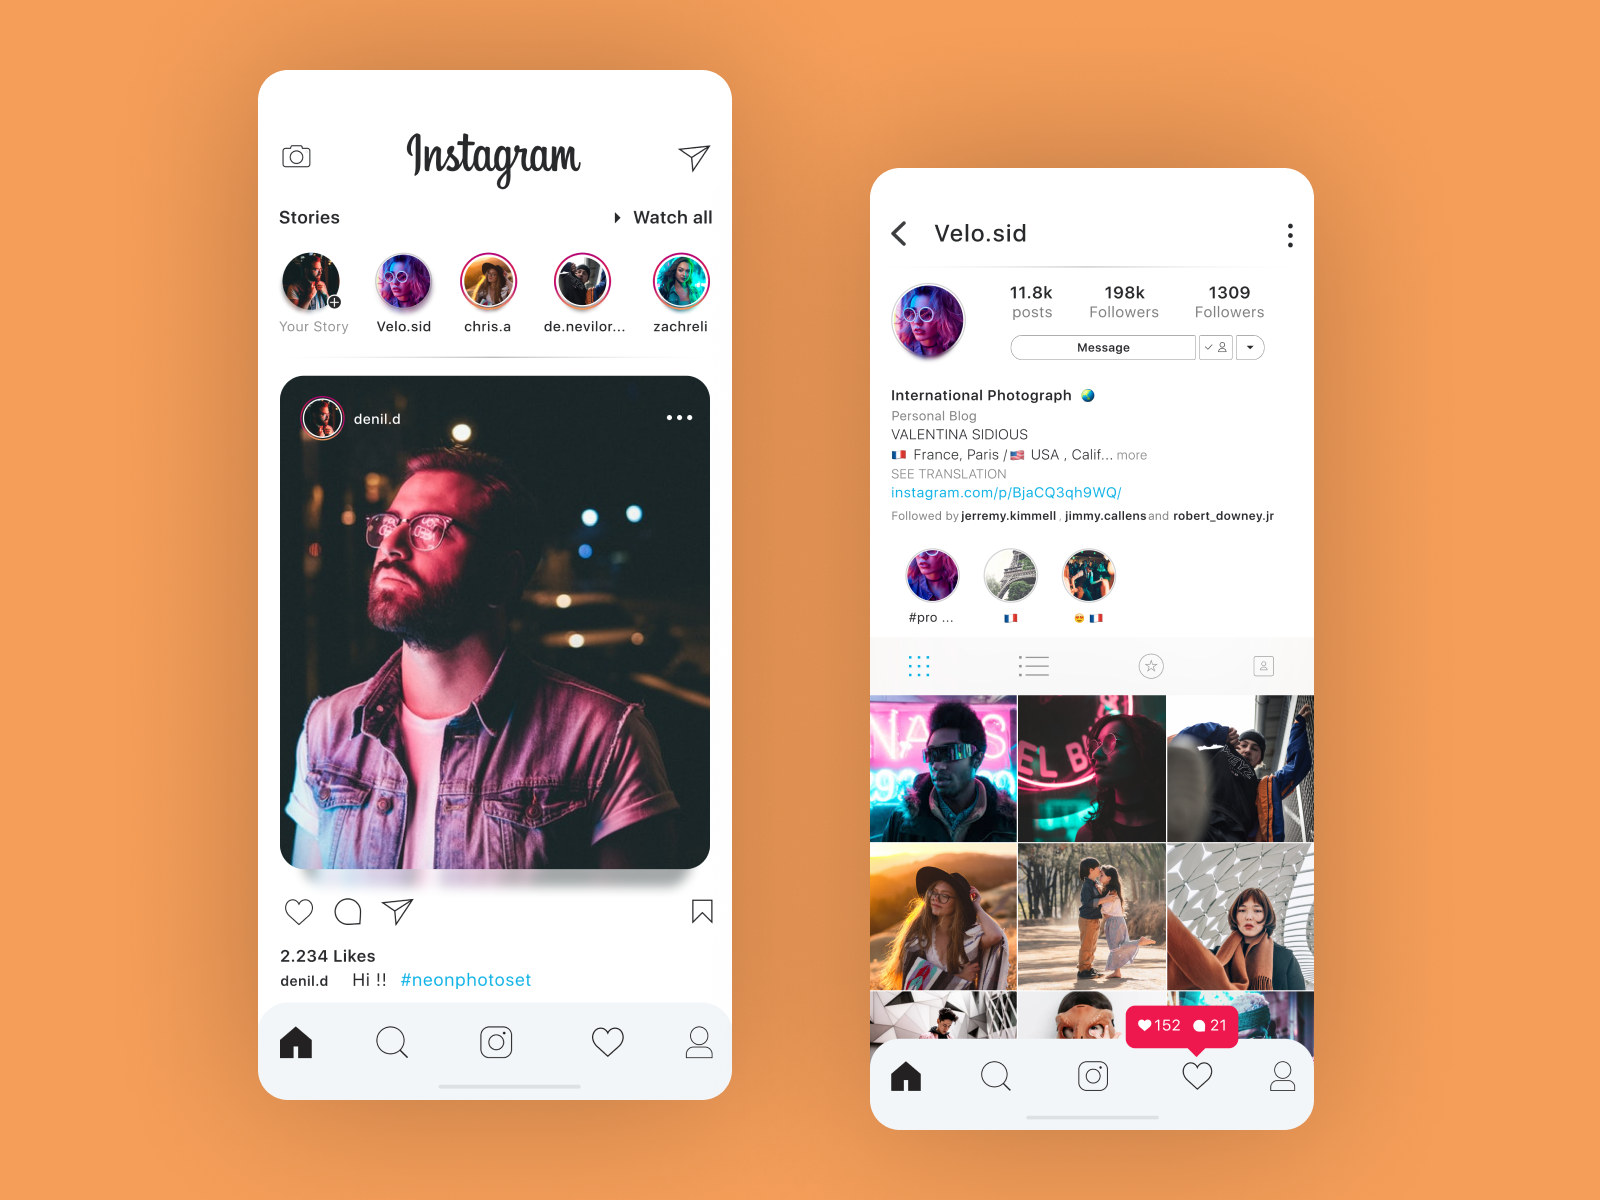 Instagram
Stories
Watch all
Your Story
Velo.sid
chris.a
de.nevilor...
zachreli
denil.d
2.234 Likes
denil.d Hi !! #neonphotoset
Velo.sid
11.8k 198k 1309
posts Followers Followers
Message
International Photograph
Personal Blog
VALENTINA SIDIOUS
France, Paris / USA , Calif... more
SEE TRANSLATION
instagram.com/p/BjaCQ3qh9WQ/
Followed by jerremy.kimmell , jimmy.callens and robert_downey.jr
#pro ...
NAILS
EL B
152 21